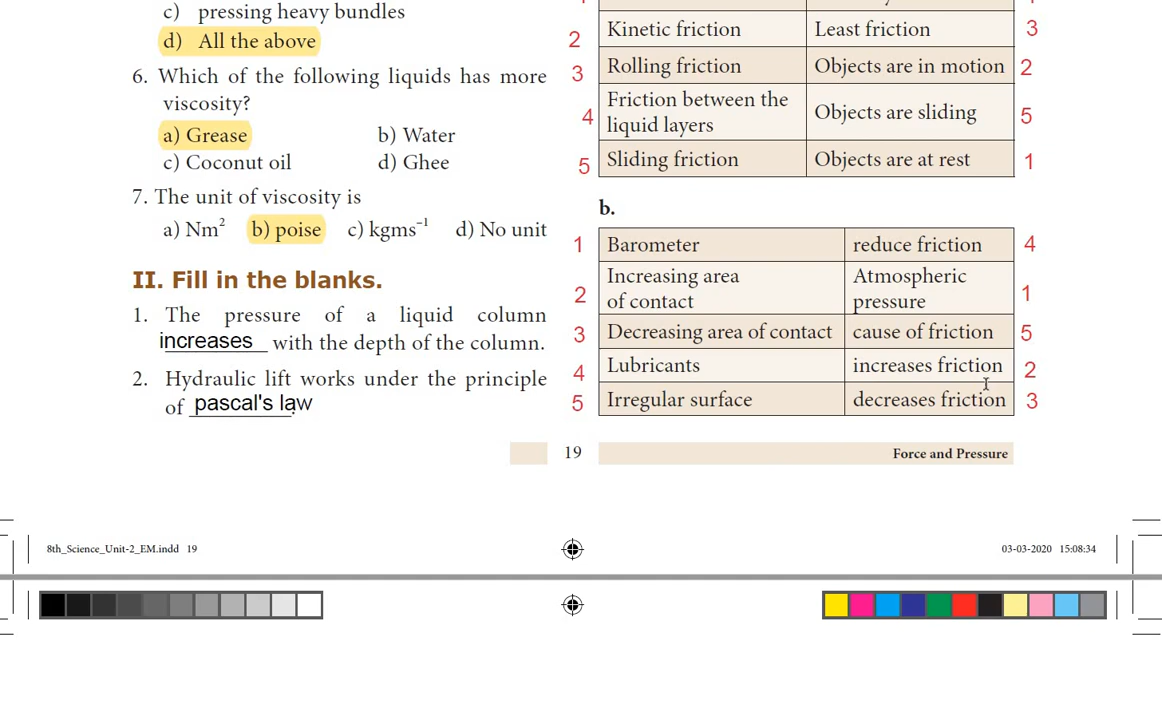 c) pressing heavy bundles
d) All the above
6. Which of the following liquids has more
viscosity?
a) Grease b) Water
c) Coconut oil d) Ghee
7. The unit of viscosity is
a) Nm² b) poise c) kgms⁻¹ d) No unit
II. Fill in the blanks.
1. The pressure of a liquid column
increases with the depth of the column.
2. Hydraulic lift works under the principle
of pascal's law.
2 Kinetic friction Least friction 3
3 Rolling friction Objects are in motion 2
4 Friction between the
liquid layers Objects are sliding 5
5 Sliding friction Objects are at rest 1
b.
1 Barometer reduce friction 4
2 Increasing area
of contact Atmospheric
pressure 1
3 Decreasing area of contact cause of friction 5
4 Lubricants increases friction 2
5 Irregular surface decreases friction 3
19 Force and Pressure
8th_Science_Unit-2_EM.indd 19 03-03-2020 15:08:34